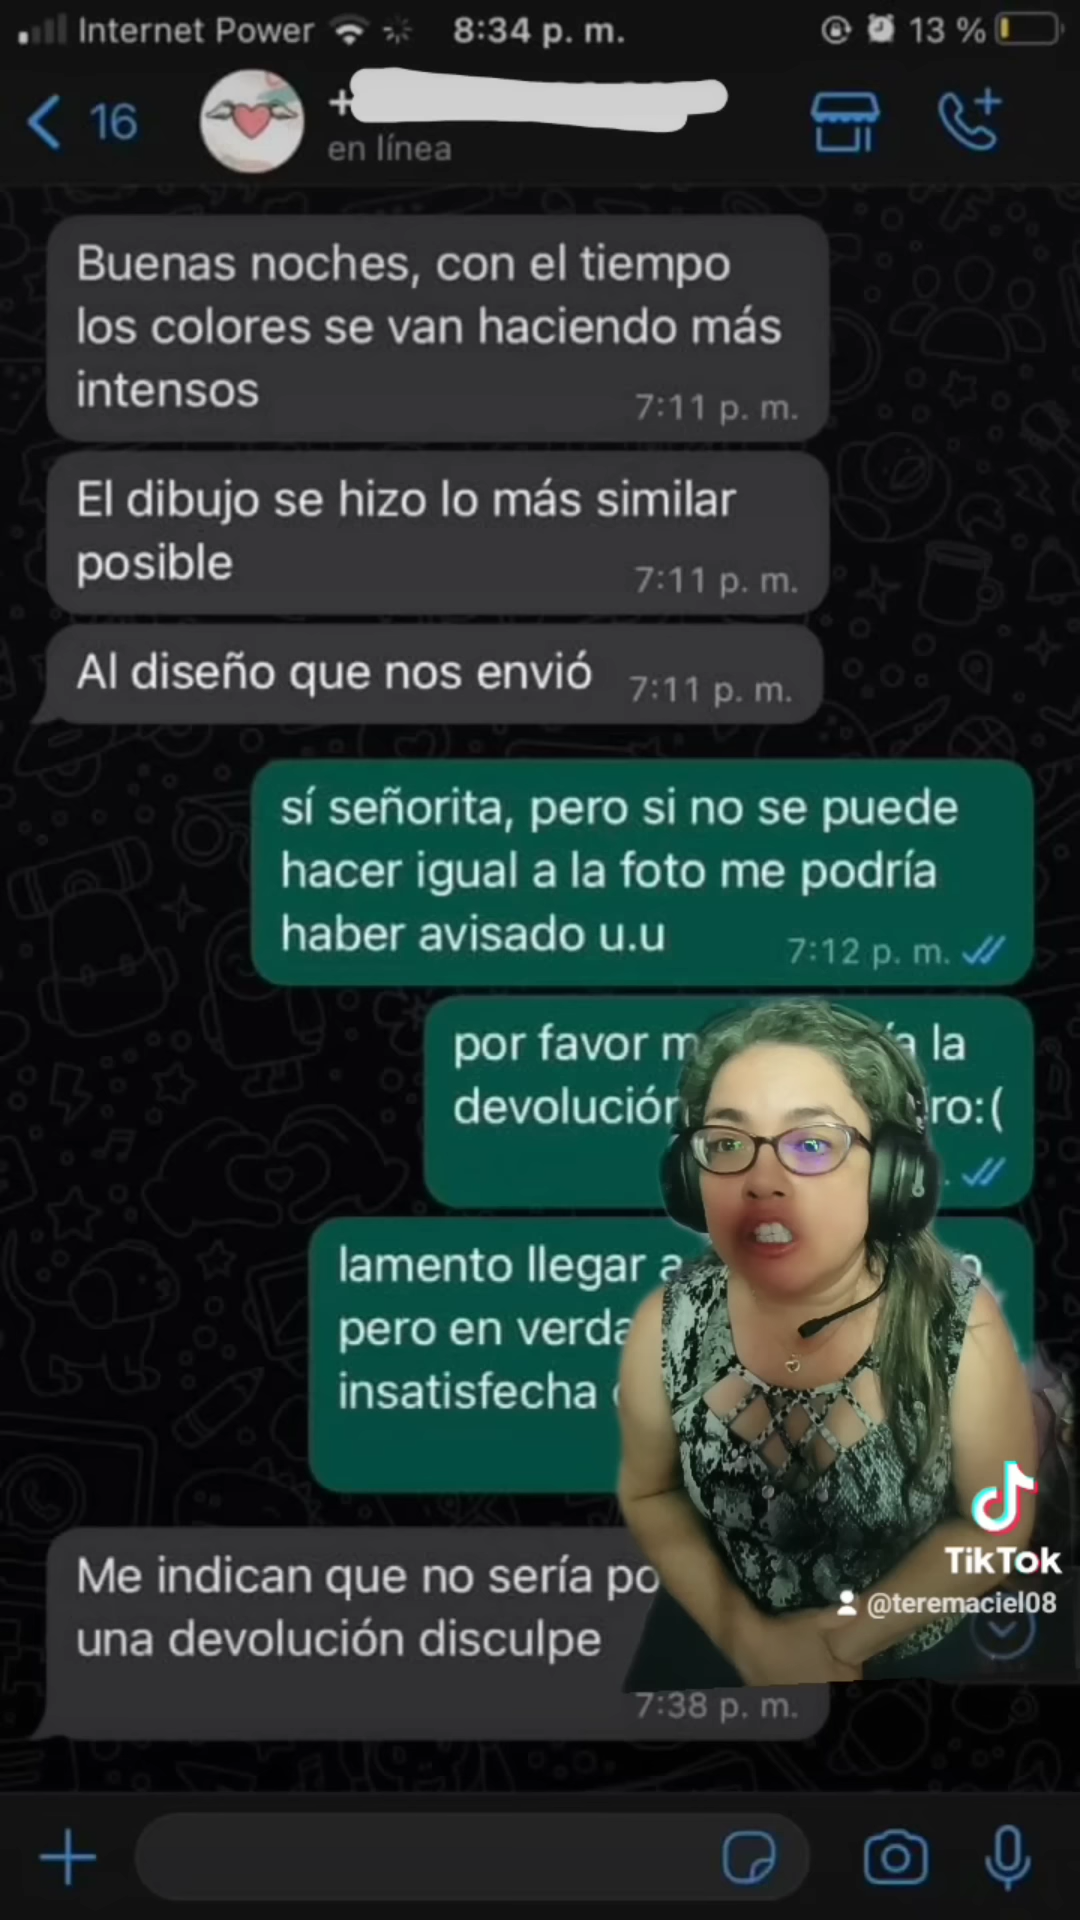 Internet Power 8:34 p. m. 13 %
16 +
en línea
Buenas noches, con el tiempo
los colores se van haciendo más
intensos
7:11 p. m.
El dibujo se hizo lo más similar
posible
7:11 p. m.
Al diseño que nos envió
7:11 p. m.
sí señorita, pero si no se puede
hacer igual a la foto me podría
haber avisado u.u
7:12 p. m.
por favor la
devolución :(
lamento llegar
pero en
insatisfecha
Me indican que no sería
una devolución disculpe
7:38 p. m.
TikTok
@teremaciel08